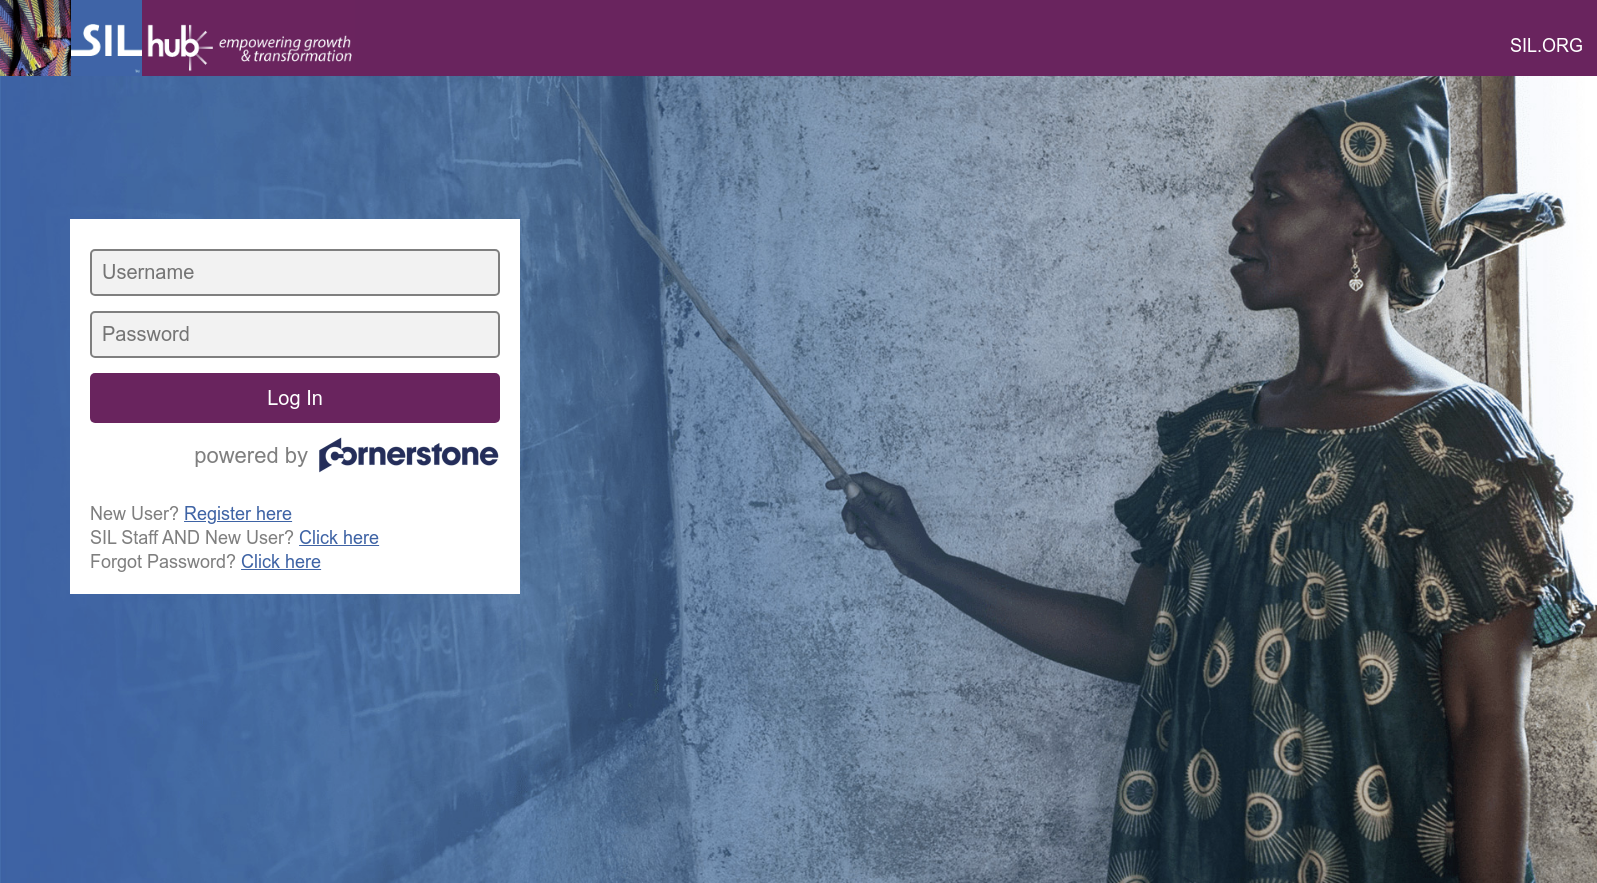 SIL hub empowering growth
& transformation
SIL.ORG
Username
Password
Log In
powered by Cornerstone
New User? Register here
SIL Staff AND New User? Click here
Forgot Password? Click here